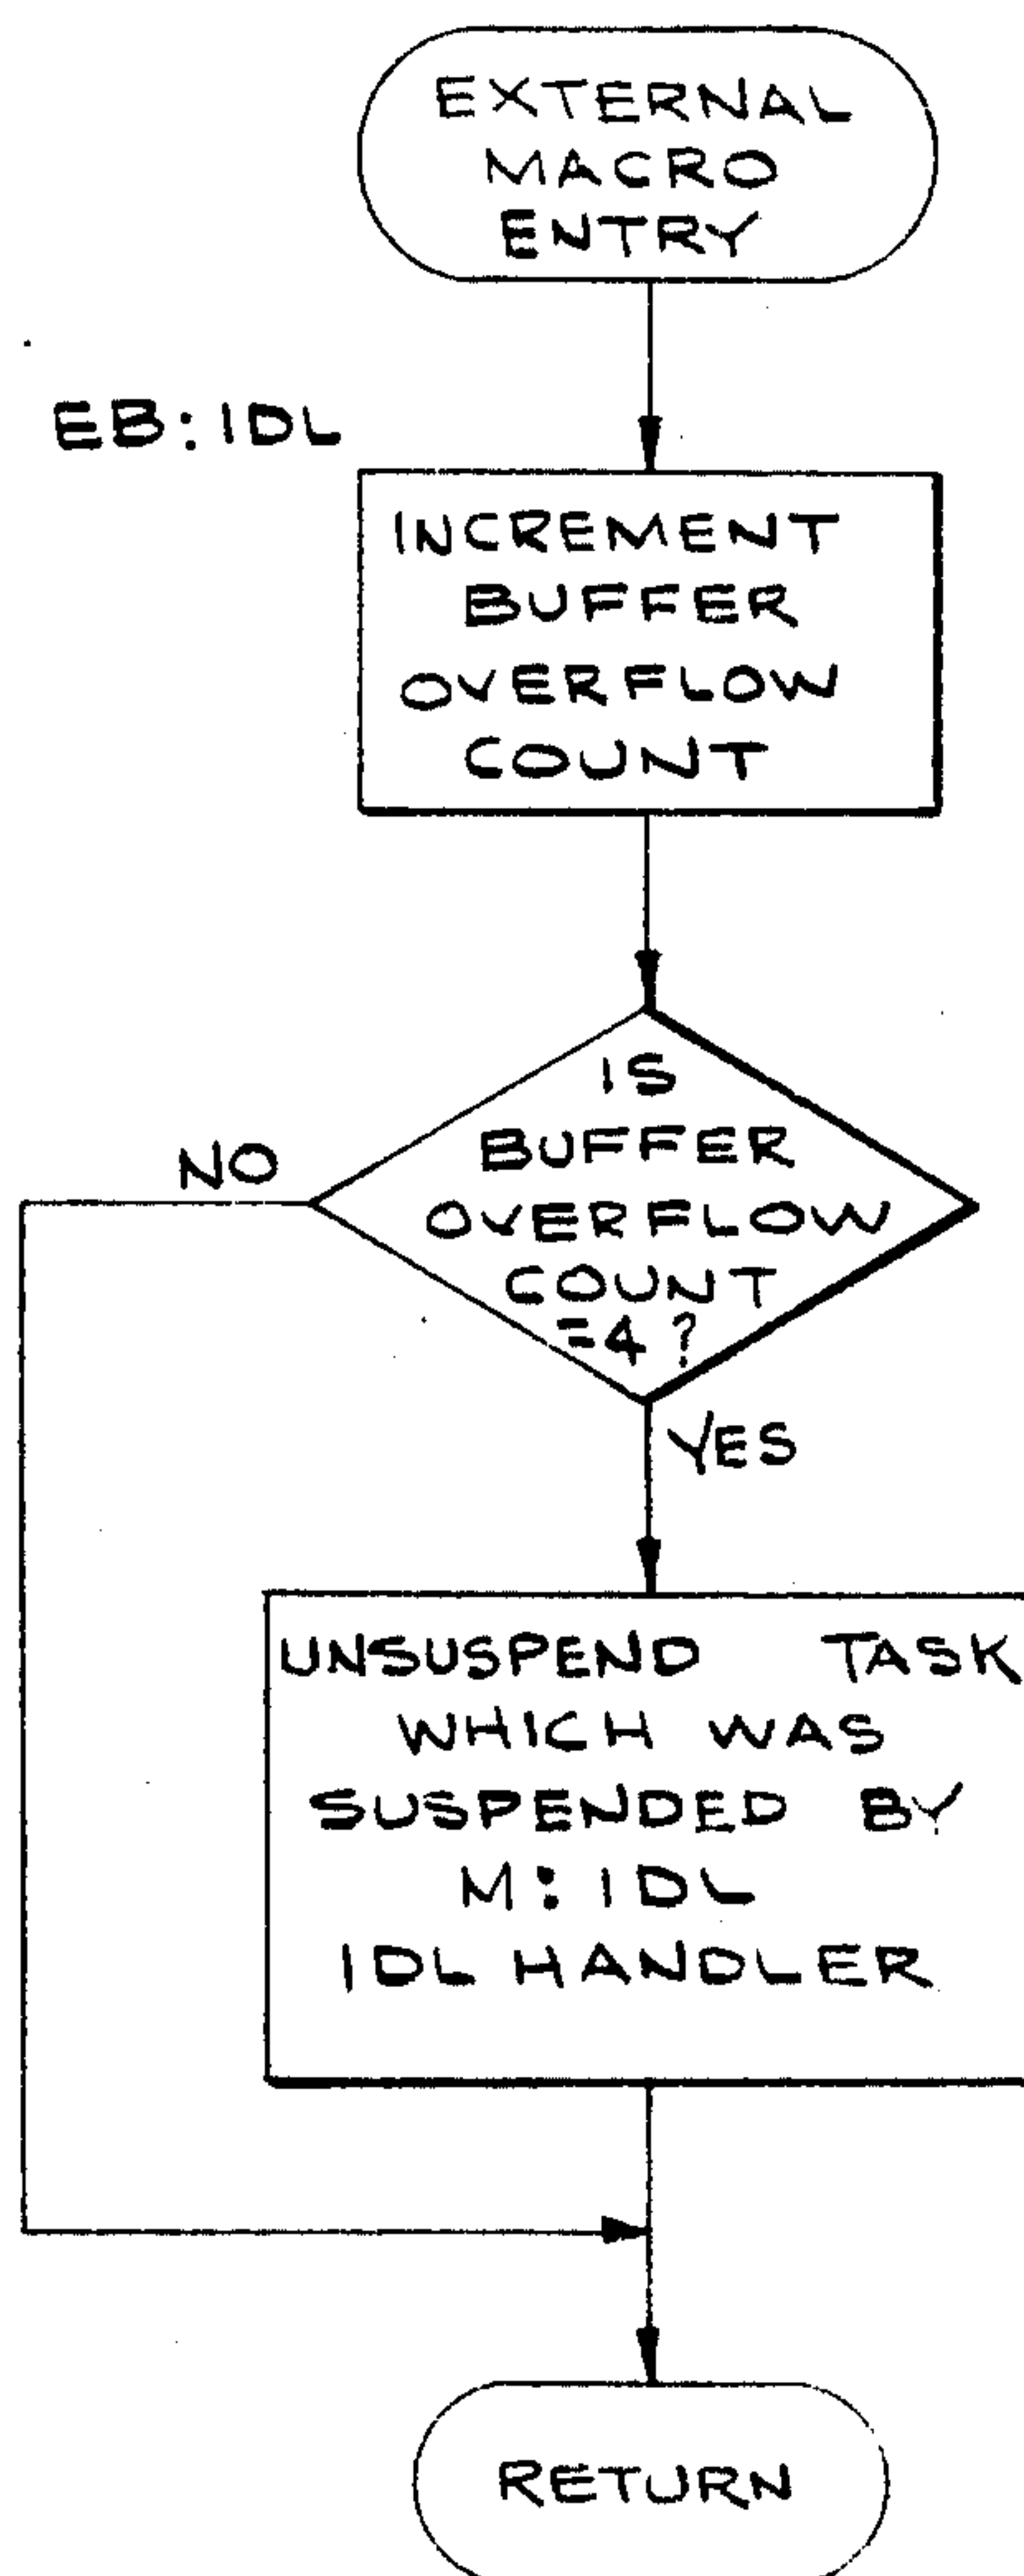 EXTERNAL
MACRO
ENTRY
EB:IDL
INCREMENT
BUFFER
OVERFLOW
COUNT
IS
BUFFER
OVERFLOW
COUNT
=4?
NO
YES
UNSUSPEND TASK
WHICH WAS
SUSPENDED BY
M:IDL
IDL HANDLER
RETURN